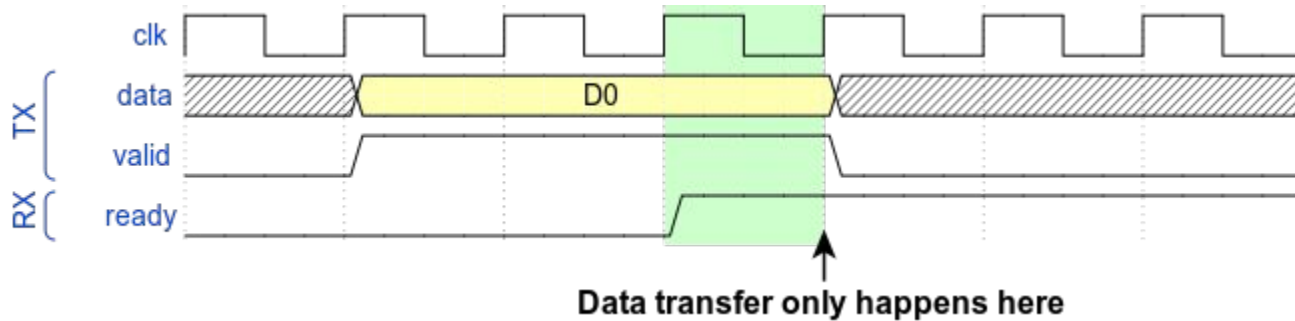 clk
TX
data
D0
valid
RX
ready
Data transfer only happens here